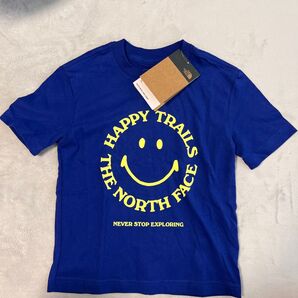 HAPPY TRAILS
THE NORTH FACE
NEVER STOP EXPLORING